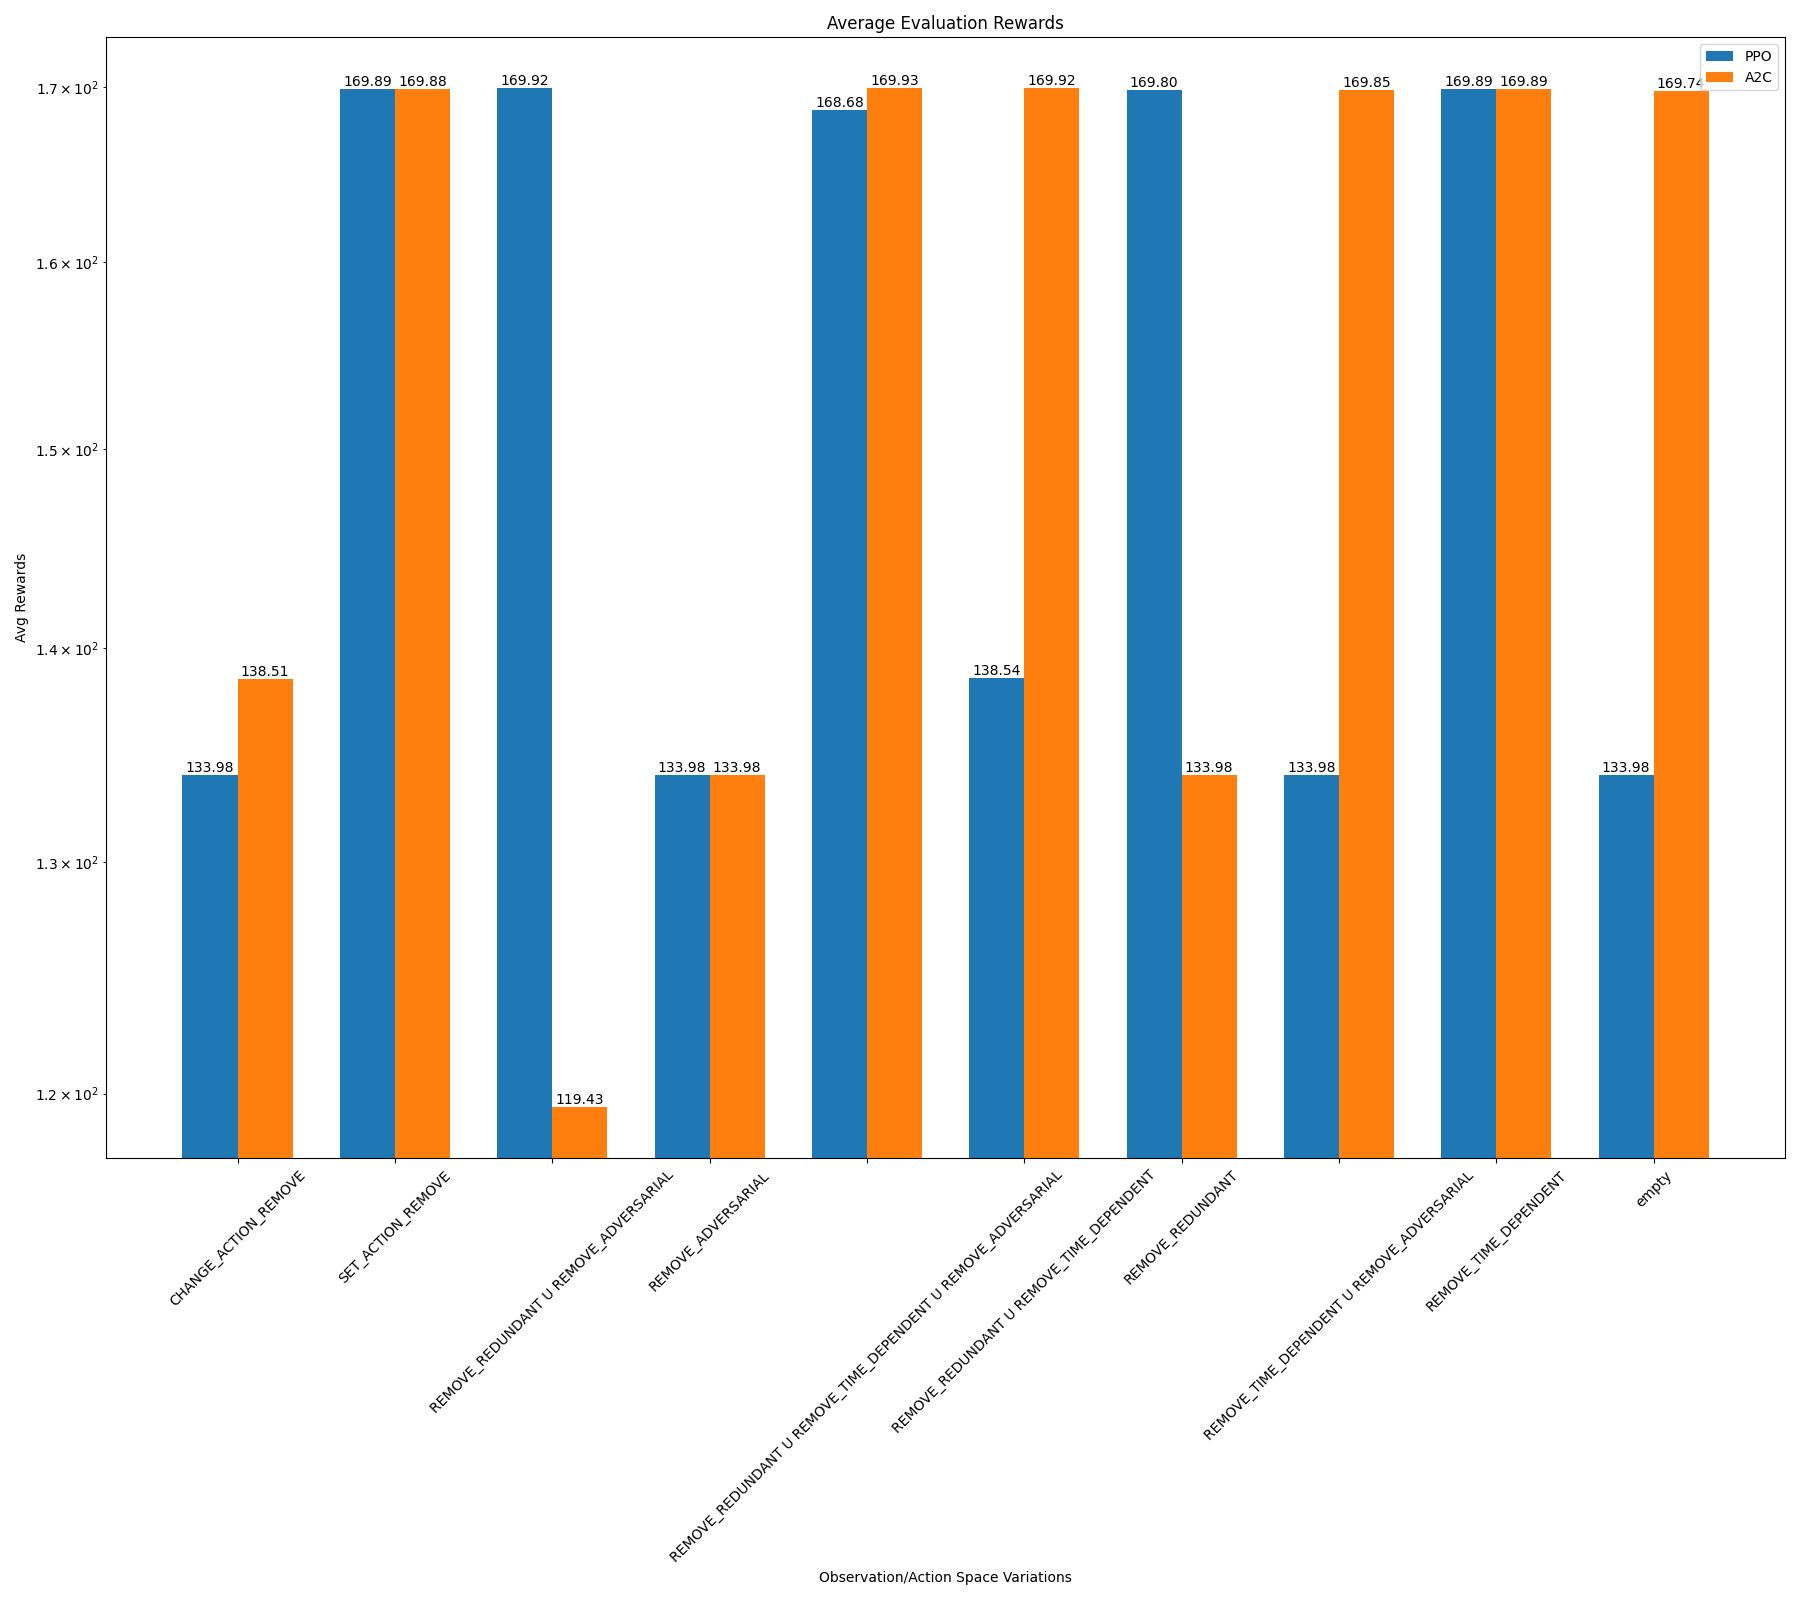 Average Evaluation Rewards
PPO
A2C
Avg Rewards
1.7 × 10²
1.6 × 10²
1.5 × 10²
1.4 × 10²
1.3 × 10²
1.2 × 10²
133.98
138.51
169.89
169.88
169.92
119.43
133.98
133.98
168.68
169.93
138.54
169.92
169.80
133.98
133.98
169.85
169.89
169.89
133.98
169.74
CHANGE_ACTION_REMOVE
SET_ACTION_REMOVE
REMOVE_REDUNDANT U REMOVE_ADVERSARIAL
REMOVE_ADVERSARIAL
REMOVE_REDUNDANT U REMOVE_TIME_DEPENDENT U REMOVE_ADVERSARIAL
REMOVE_REDUNDANT U REMOVE_TIME_DEPENDENT
REMOVE_REDUNDANT
REMOVE_TIME_DEPENDENT U REMOVE_ADVERSARIAL
REMOVE_TIME_DEPENDENT
empty
Observation/Action Space Variations